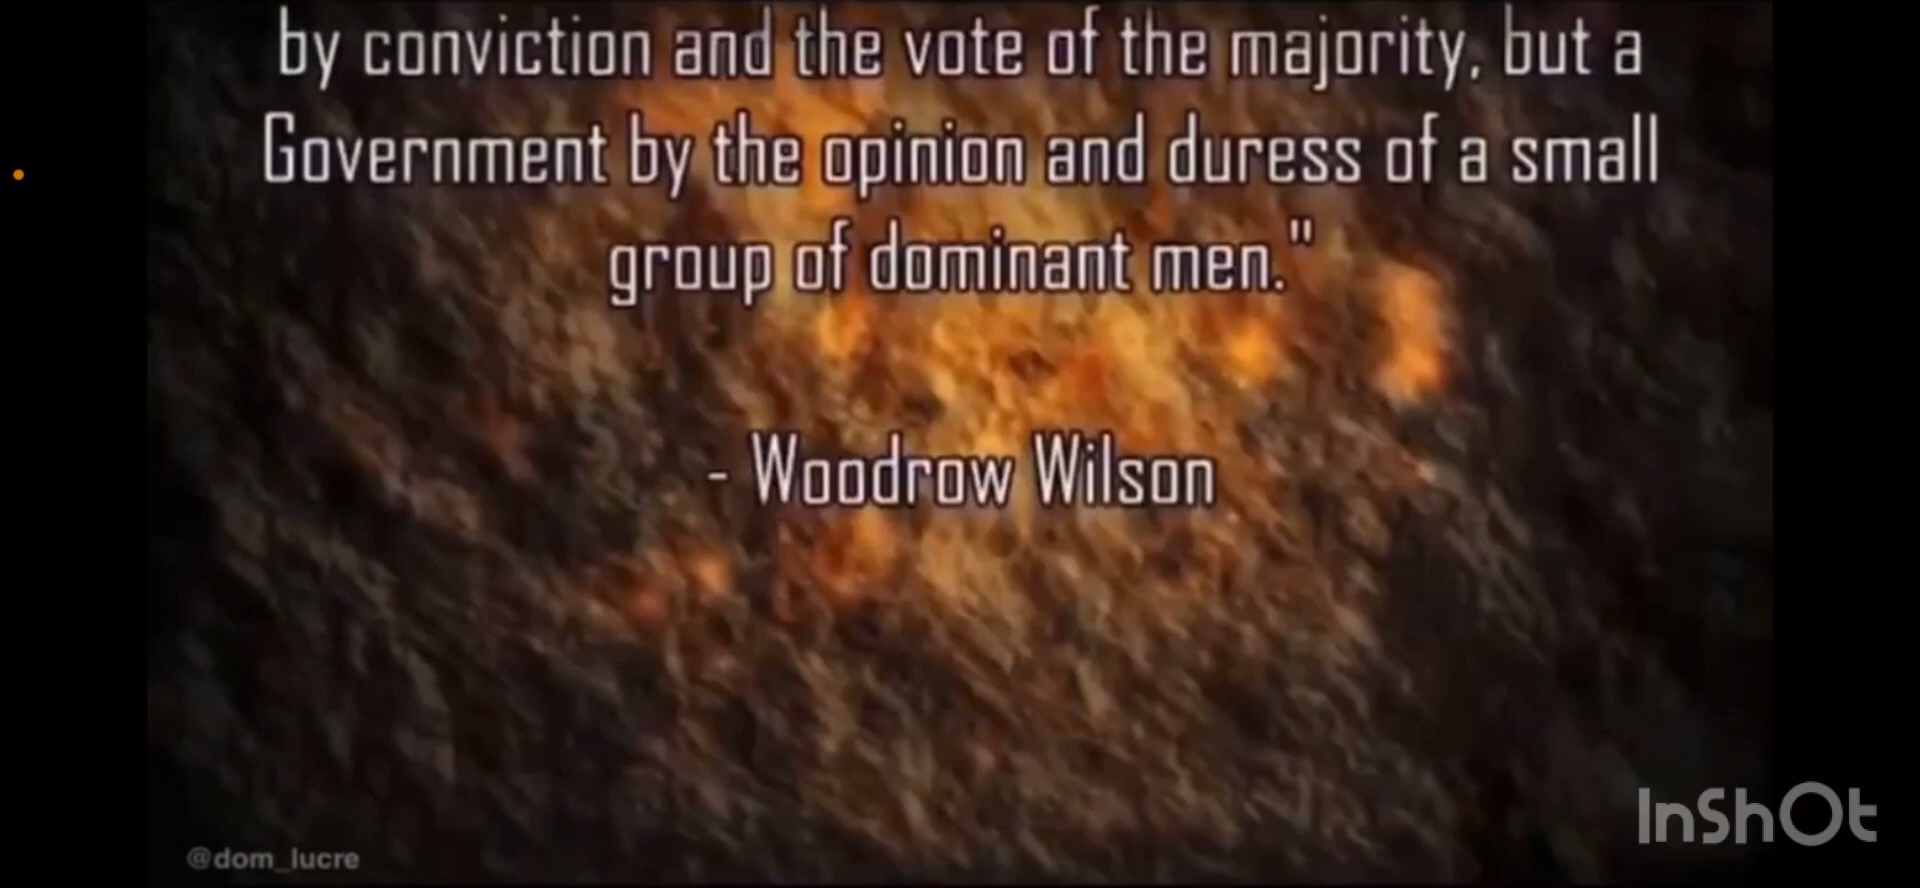 by conviction and the vote of the majority, but a
Government by the opinion and duress of a small
group of dominant men."
- Woodrow Wilson
InShOt
@dom_lucre